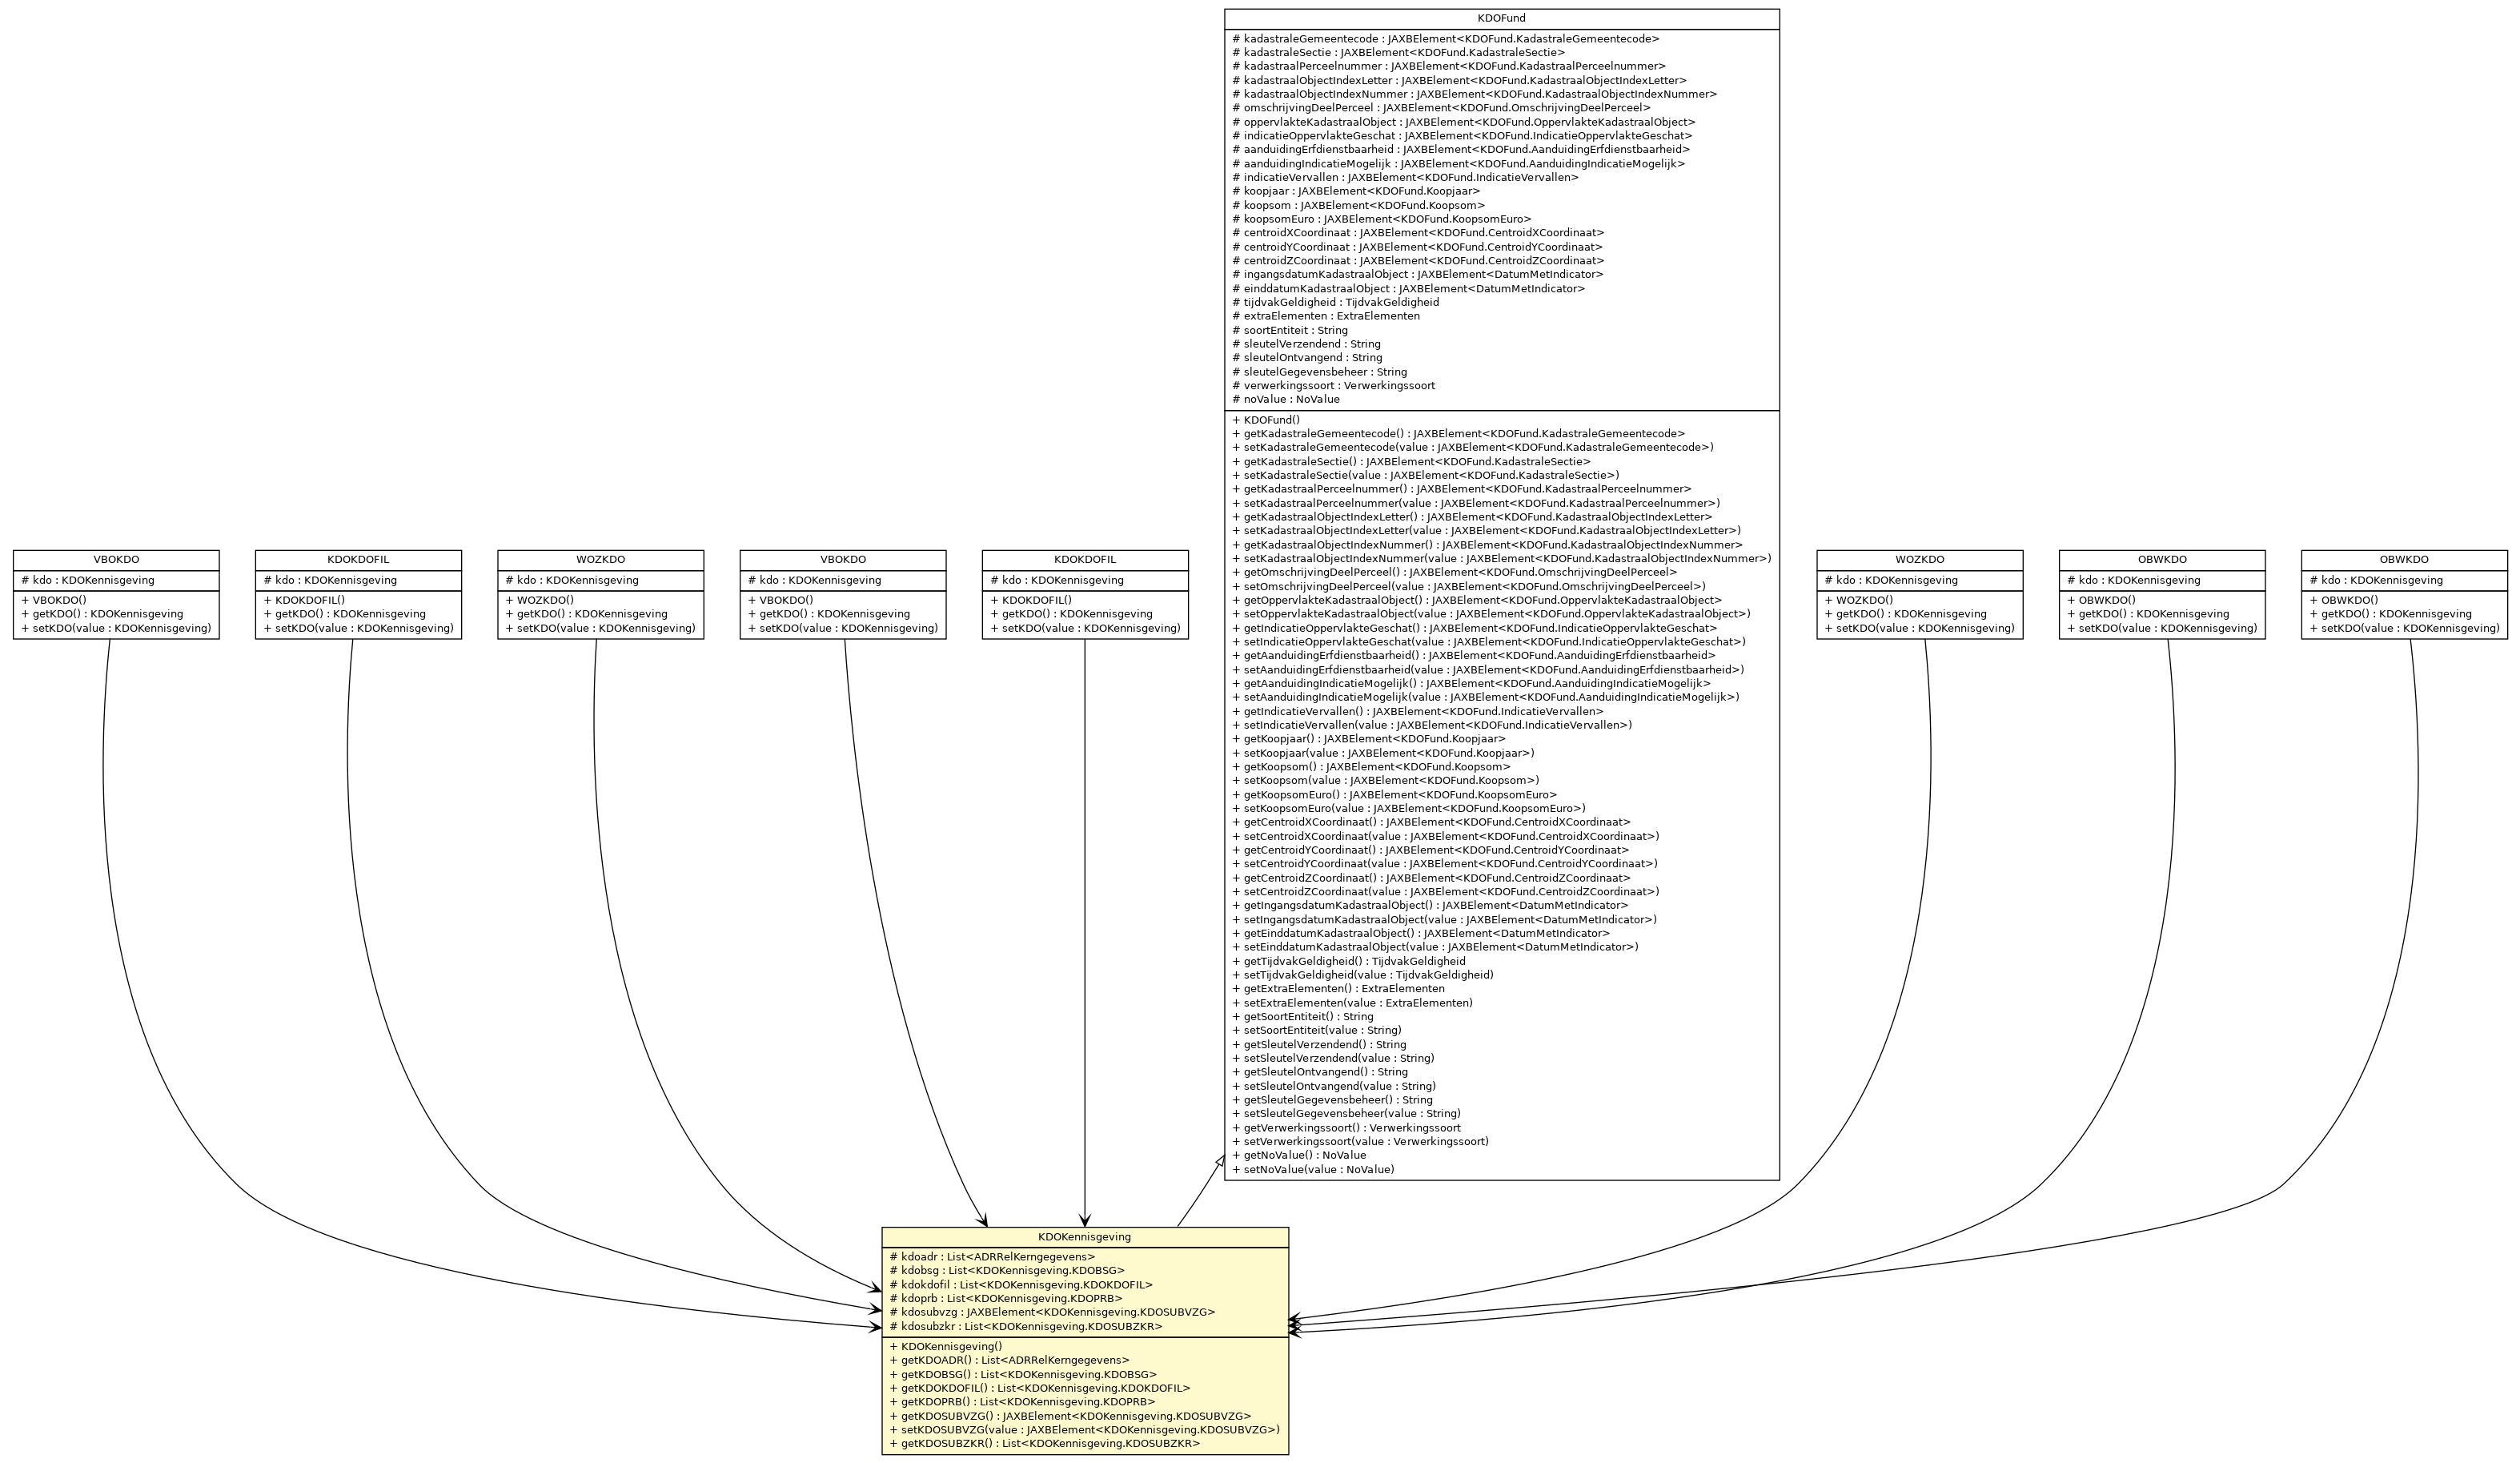 KDOFund
# kadastraleGemeentecode : JAXBElement<KDOFund.KadastraleGemeentecode>
# kadastraleSectie : JAXBElement<KDOFund.KadastraleSectie>
# kadastraalPerceelnummer : JAXBElement<KDOFund.KadastraalPerceelnummer>
# kadastraalObjectIndexLetter : JAXBElement<KDOFund.KadastraalObjectIndexLetter>
# kadastraalObjectIndexNummer : JAXBElement<KDOFund.KadastraalObjectIndexNummer>
# omschrijvingDeelPerceel : JAXBElement<KDOFund.OmschrijvingDeelPerceel>
# oppervlakteKadastraalObject : JAXBElement<KDOFund.OppervlakteKadastraalObject>
# indicatieOppervlakteGeschat : JAXBElement<KDOFund.IndicatieOppervlakteGeschat>
# aanduidingErfdienstbaarheid : JAXBElement<KDOFund.AanduidingErfdienstbaarheid>
# aanduidingIndicatieMogelijk : JAXBElement<KDOFund.AanduidingIndicatieMogelijk>
# indicatieVervallen : JAXBElement<KDOFund.IndicatieVervallen>
# koopjaar : JAXBElement<KDOFund.Koopjaar>
# koopsom : JAXBElement<KDOFund.Koopsom>
# koopsomEuro : JAXBElement<KDOFund.KoopsomEuro>
# centroidXCoordinaat : JAXBElement<KDOFund.CentroidXCoordinaat>
# centroidYCoordinaat : JAXBElement<KDOFund.CentroidYCoordinaat>
# centroidZCoordinaat : JAXBElement<KDOFund.CentroidZCoordinaat>
# ingangsdatumKadastraalObject : JAXBElement<DatumMetIndicator>
# einddatumKadastraalObject : JAXBElement<DatumMetIndicator>
# tijdvakGeldigheid : TijdvakGeldigheid
# extraElementen : ExtraElementen
# soortEntiteit : String
# sleutelVerzendend : String
# sleutelOntvangend : String
# sleutelGegevensbeheer : String
# verwerkingssoort : Verwerkingssoort
# noValue : NoValue
+ KDOFund()
+ getKadastraleGemeentecode() : JAXBElement<KDOFund.KadastraleGemeentecode>
+ setKadastraleGemeentecode(value : JAXBElement<KDOFund.KadastraleGemeentecode>)
+ getKadastraleSectie() : JAXBElement<KDOFund.KadastraleSectie>
+ setKadastraleSectie(value : JAXBElement<KDOFund.KadastraleSectie>)
+ getKadastraalPerceelnummer() : JAXBElement<KDOFund.KadastraalPerceelnummer>
+ setKadastraalPerceelnummer(value : JAXBElement<KDOFund.KadastraalPerceelnummer>)
+ getKadastraalObjectIndexLetter() : JAXBElement<KDOFund.KadastraalObjectIndexLetter>
+ setKadastraalObjectIndexLetter(value : JAXBElement<KDOFund.KadastraalObjectIndexLetter>)
+ getKadastraalObjectIndexNummer() : JAXBElement<KDOFund.KadastraalObjectIndexNummer>
+ setKadastraalObjectIndexNummer(value : JAXBElement<KDOFund.KadastraalObjectIndexNummer>)
+ getOmschrijvingDeelPerceel() : JAXBElement<KDOFund.OmschrijvingDeelPerceel>
+ setOmschrijvingDeelPerceel(value : JAXBElement<KDOFund.OmschrijvingDeelPerceel>)
+ getOppervlakteKadastraalObject() : JAXBElement<KDOFund.OppervlakteKadastraalObject>
+ setOppervlakteKadastraalObject(value : JAXBElement<KDOFund.OppervlakteKadastraalObject>)
+ getIndicatieOppervlakteGeschat() : JAXBElement<KDOFund.IndicatieOppervlakteGeschat>
+ setIndicatieOppervlakteGeschat(value : JAXBElement<KDOFund.IndicatieOppervlakteGeschat>)
+ getAanduidingErfdienstbaarheid() : JAXBElement<KDOFund.AanduidingErfdienstbaarheid>
+ setAanduidingErfdienstbaarheid(value : JAXBElement<KDOFund.AanduidingErfdienstbaarheid>)
+ getAanduidingIndicatieMogelijk() : JAXBElement<KDOFund.AanduidingIndicatieMogelijk>
+ setAanduidingIndicatieMogelijk(value : JAXBElement<KDOFund.AanduidingIndicatieMogelijk>)
+ getIndicatieVervallen() : JAXBElement<KDOFund.IndicatieVervallen>
+ setIndicatieVervallen(value : JAXBElement<KDOFund.IndicatieVervallen>)
+ getKoopjaar() : JAXBElement<KDOFund.Koopjaar>
+ setKoopjaar(value : JAXBElement<KDOFund.Koopjaar>)
+ getKoopsom() : JAXBElement<KDOFund.Koopsom>
+ setKoopsom(value : JAXBElement<KDOFund.Koopsom>)
+ getKoopsomEuro() : JAXBElement<KDOFund.KoopsomEuro>
+ setKoopsomEuro(value : JAXBElement<KDOFund.KoopsomEuro>)
+ getCentroidXCoordinaat() : JAXBElement<KDOFund.CentroidXCoordinaat>
+ setCentroidXCoordinaat(value : JAXBElement<KDOFund.CentroidXCoordinaat>)
+ getCentroidYCoordinaat() : JAXBElement<KDOFund.CentroidYCoordinaat>
+ setCentroidYCoordinaat(value : JAXBElement<KDOFund.CentroidYCoordinaat>)
+ getCentroidZCoordinaat() : JAXBElement<KDOFund.CentroidZCoordinaat>
+ setCentroidZCoordinaat(value : JAXBElement<KDOFund.CentroidZCoordinaat>)
+ getIngangsdatumKadastraalObject() : JAXBElement<DatumMetIndicator>
+ setIngangsdatumKadastraalObject(value : JAXBElement<DatumMetIndicator>)
+ getEinddatumKadastraalObject() : JAXBElement<DatumMetIndicator>
+ setEinddatumKadastraalObject(value : JAXBElement<DatumMetIndicator>)
+ getTijdvakGeldigheid() : TijdvakGeldigheid
+ setTijdvakGeldigheid(value : TijdvakGeldigheid)
+ getExtraElementen() : ExtraElementen
+ setExtraElementen(value : ExtraElementen)
+ getSoortEntiteit() : String
+ setSoortEntiteit(value : String)
+ getSleutelVerzendend() : String
+ setSleutelVerzendend(value : String)
+ getSleutelOntvangend() : String
+ setSleutelOntvangend(value : String)
+ getSleutelGegevensbeheer() : String
+ setSleutelGegevensbeheer(value : String)
+ getVerwerkingssoort() : Verwerkingssoort
+ setVerwerkingssoort(value : Verwerkingssoort)
+ getNoValue() : NoValue
+ setNoValue(value : NoValue)
VBOKDO
# kdo : KDOKennisgeving
+ VBOKDO()
+ getKDO() : KDOKennisgeving
+ setKDO(value : KDOKennisgeving)
KDOKDOFIL
# kdo : KDOKennisgeving
+ KDOKDOFIL()
+ getKDO() : KDOKennisgeving
+ setKDO(value : KDOKennisgeving)
WOZKDO
# kdo : KDOKennisgeving
+ WOZKDO()
+ getKDO() : KDOKennisgeving
+ setKDO(value : KDOKennisgeving)
VBOKDO
# kdo : KDOKennisgeving
+ VBOKDO()
+ getKDO() : KDOKennisgeving
+ setKDO(value : KDOKennisgeving)
KDOKDOFIL
# kdo : KDOKennisgeving
+ KDOKDOFIL()
+ getKDO() : KDOKennisgeving
+ setKDO(value : KDOKennisgeving)
WOZKDO
# kdo : KDOKennisgeving
+ WOZKDO()
+ getKDO() : KDOKennisgeving
+ setKDO(value : KDOKennisgeving)
OBWKDO
# kdo : KDOKennisgeving
+ OBWKDO()
+ getKDO() : KDOKennisgeving
+ setKDO(value : KDOKennisgeving)
OBWKDO
# kdo : KDOKennisgeving
+ OBWKDO()
+ getKDO() : KDOKennisgeving
+ setKDO(value : KDOKennisgeving)
KDOKennisgeving
# kdoadr : List<ADRRelKerngegevens>
# kdobsg : List<KDOKennisgeving.KDOBSG>
# kdokdofil : List<KDOKennisgeving.KDOKDOFIL>
# kdoprb : List<KDOKennisgeving.KDOPRB>
# kdosubvzg : JAXBElement<KDOKennisgeving.KDOSUBVZG>
# kdosubzkr : List<KDOKennisgeving.KDOSUBZKR>
+ KDOKennisgeving()
+ getKDOADR() : List<ADRRelKerngegevens>
+ getKDOBSG() : List<KDOKennisgeving.KDOBSG>
+ getKDOKDOFIL() : List<KDOKennisgeving.KDOKDOFIL>
+ getKDOPRB() : List<KDOKennisgeving.KDOPRB>
+ getKDOSUBVZG() : JAXBElement<KDOKennisgeving.KDOSUBVZG>
+ setKDOSUBVZG(value : JAXBElement<KDOKennisgeving.KDOSUBVZG>)
+ getKDOSUBZKR() : List<KDOKennisgeving.KDOSUBZKR>